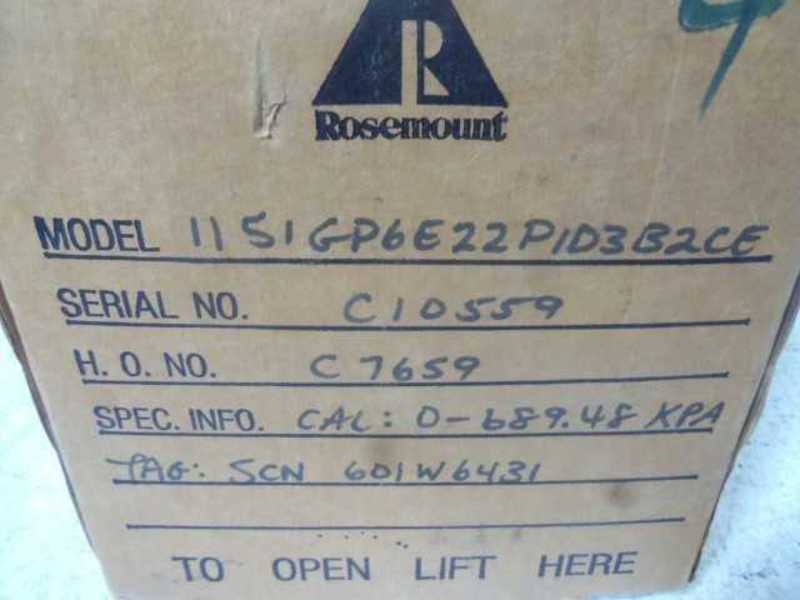 R
Rosemount
MODEL 1151GP6E22P1D3B2CE
SERIAL NO. C10559
H. O. NO. C7659
SPEC. INFO. CAL: 0-689.48 KPA
TAG: SCN 601W6431
TO OPEN LIFT HERE